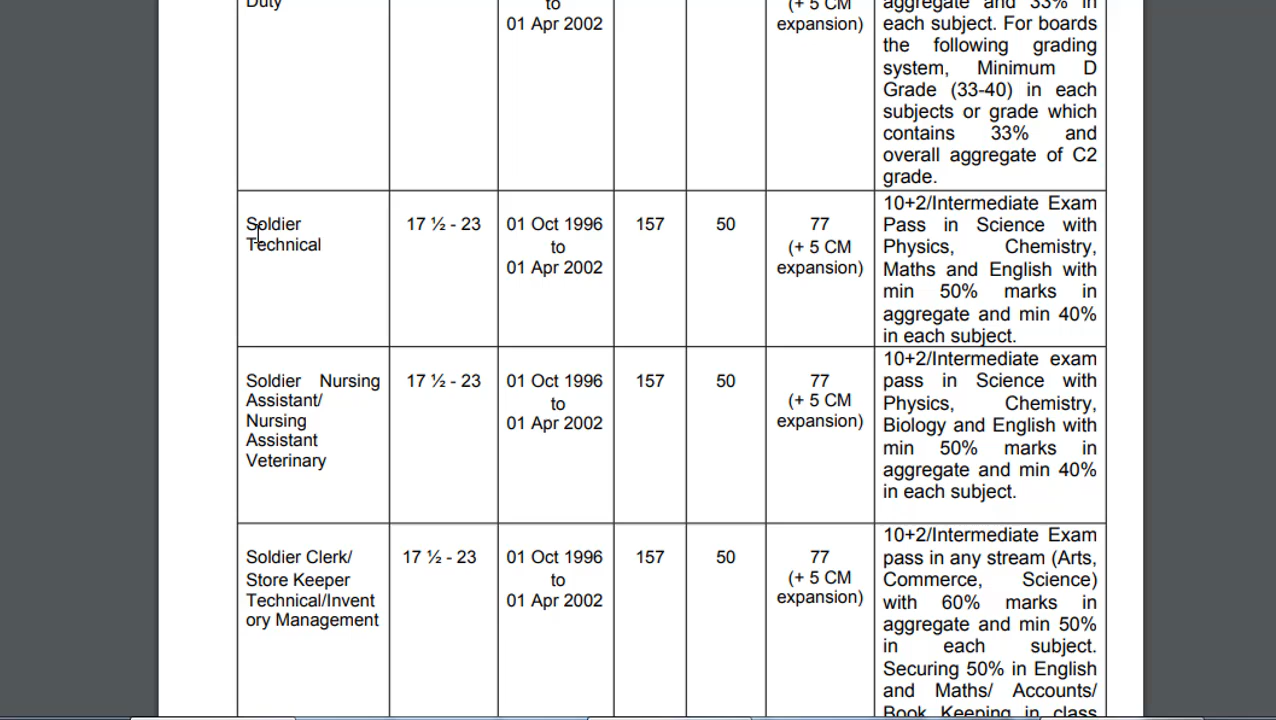 Duty
to
01 Apr 2002
(+ 5 CM
expansion)
aggregate and 33% in
each subject. For boards
the following grading
system, Minimum D
Grade (33-40) in each
subjects or grade which
contains 33% and
overall aggregate of C2
grade.
Soldier
Technical
17 ½ - 23
01 Oct 1996
to
01 Apr 2002
157
50
77
(+ 5 CM
expansion)
10+2/Intermediate Exam
Pass in Science with
Physics, Chemistry,
Maths and English with
min 50% marks in
aggregate and min 40%
in each subject.
Soldier Nursing
Assistant/
Nursing
Assistant
Veterinary
17 ½ - 23
01 Oct 1996
to
01 Apr 2002
157
50
77
(+ 5 CM
expansion)
10+2/Intermediate exam
pass in Science with
Physics, Chemistry,
Biology and English with
min 50% marks in
aggregate and min 40%
in each subject.
Soldier Clerk/
Store Keeper
Technical/Invent
ory Management
17 ½ - 23
01 Oct 1996
to
01 Apr 2002
157
50
77
(+ 5 CM
expansion)
10+2/Intermediate Exam
pass in any stream (Arts,
Commerce, Science)
with 60% marks in
aggregate and min 50%
in each subject.
Securing 50% in English
and Maths/ Accounts/
Book Keeping in class